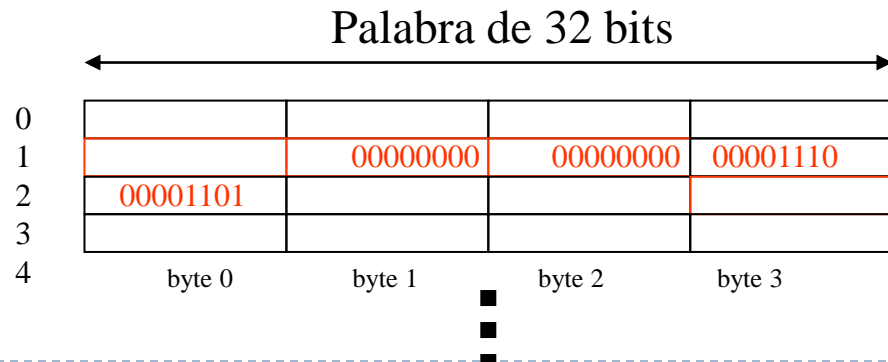 Palabra de 32 bits
0
1 00000000 00000000 00001110
2 00001101
3
4
byte 0 byte 1 byte 2 byte 3